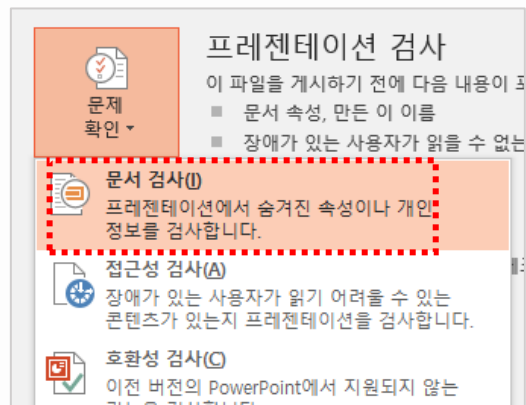 프레젠테이션 검사
이 파일을 게시하기 전에 다음 내용이
■ 문서 속성, 만든 이 이름
■ 장애가 있는 사용자가 읽을 수 없는
문제
확인
문서 검사(I)
프레젠테이션에서 숨겨진 속성이나 개인
정보를 검사합니다.
접근성 검사(A)
장애가 있는 사용자가 읽기 어려울 수 있는
콘텐츠가 있는지 프레젠테이션을 검사합니다.
호환성 검사(C)
이전 버전의 PowerPoint에서 지원되지 않는